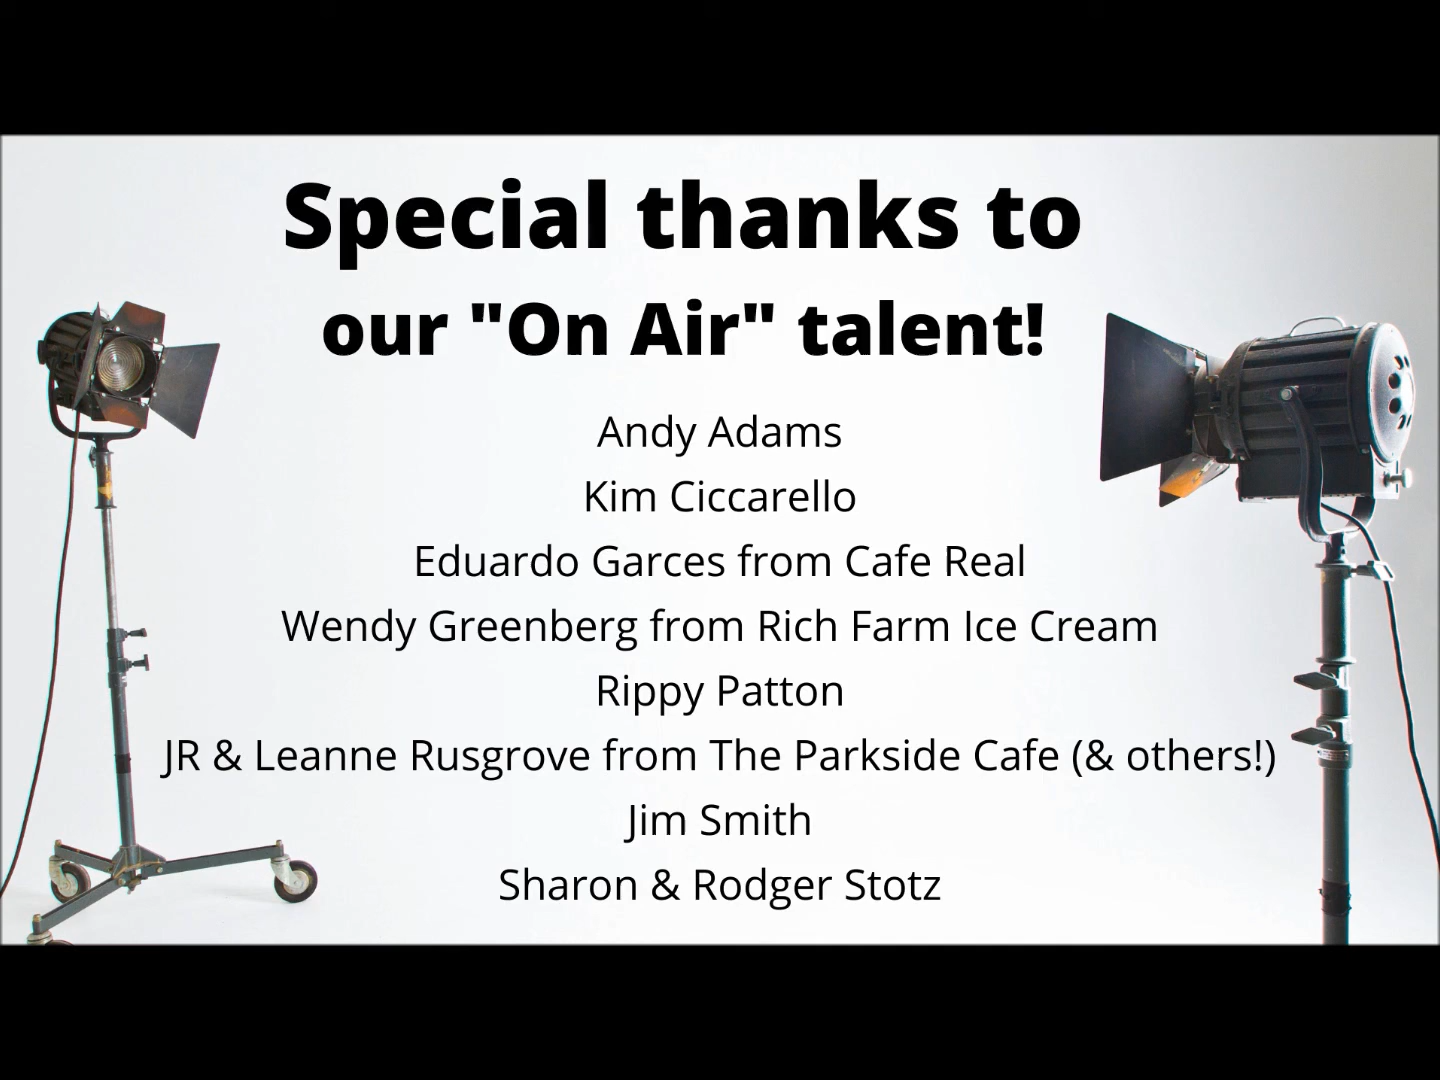 Special thanks to
our "On Air" talent!
Andy Adams
Kim Ciccarello
Eduardo Garces from Cafe Real
Wendy Greenberg from Rich Farm Ice Cream
Rippy Patton
JR & Leanne Rusgrove from The Parkside Cafe (& others!)
Jim Smith
Sharon & Rodger Stotz